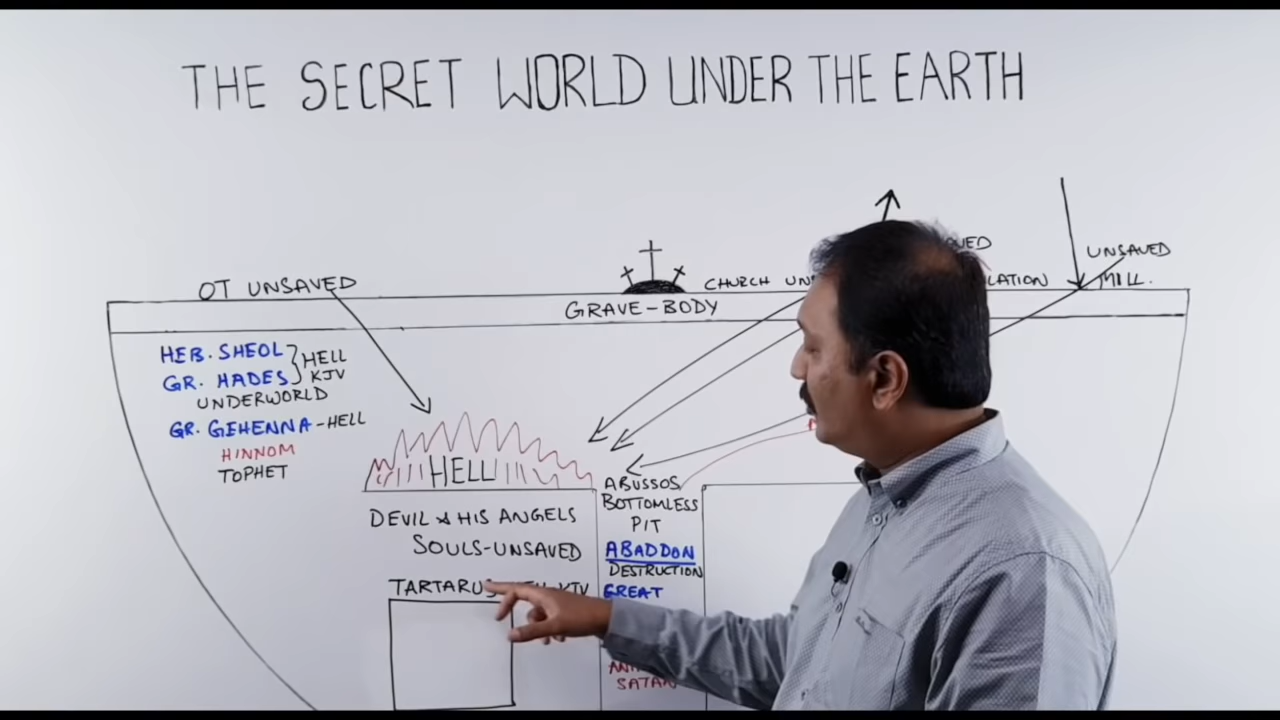 THE SECRET WORLD UNDER THE EARTH
OT UNSAVED
CHURCH
LATION
UNSAVED
MILL.
GRAVE-BODY
HEB. SHEOL
GR. HADES
HELL
KJV
UNDERWORLD
GR. GEHENNA-HELL
HINNOM
TOPHET
HELL
DEVIL & HIS ANGELS
SOULS-UNSAVED
TARTARUS
KJV
ABUSSOS
BOTTOMLESS
PIT
ABADDON
DESTRUCTION
GREAT
SATAN